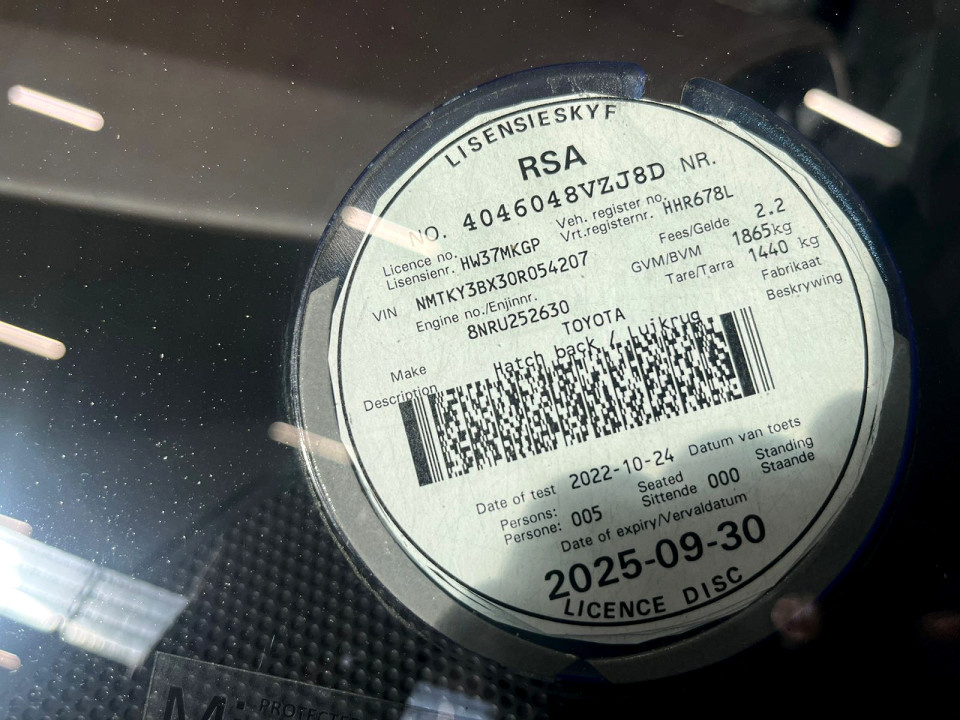 LISENSIESKYF
RSA
NO. 4046048VZJ8D NR.
Licence no. Veh. register no.
Lisensienr. HW37MKGP Vrt.registernr. HHR678L
VIN NMTKY3BX30R054207 Fees/Gelde 2.2
Engine no./Enjinnr. GVM/BVM 1865kg
8NRU252630 Tare/Tarra 1440 kg
Make TOYOTA Fabrikaat
Description Hatch back / Luikrug Beskrywing
Date of test 2022-10-24 Datum van toets
Persons: Seated Standing
Persone: 005 Sittende 000 Staande
Date of expiry/Vervaldatum
2025-09-30
LICENCE DISC